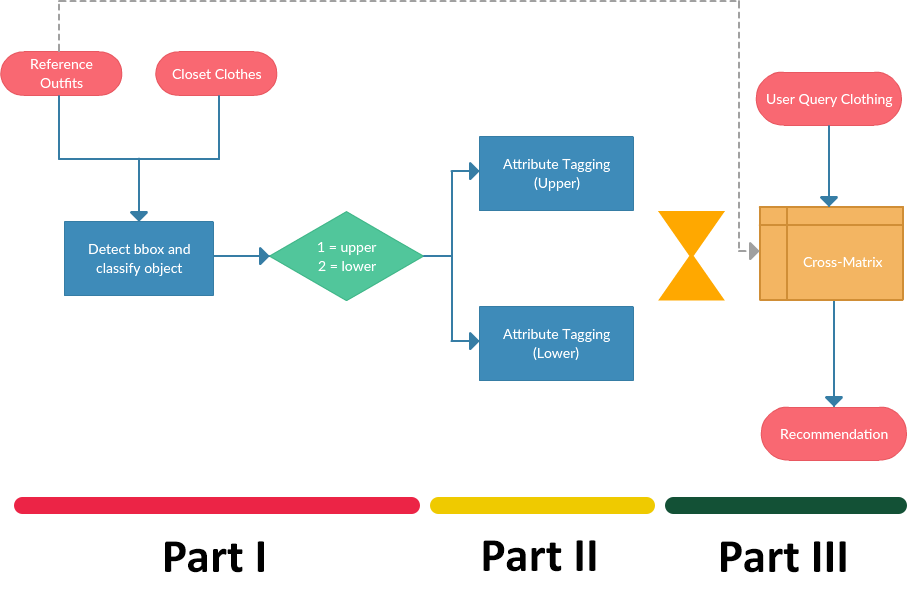 Reference
Outfits
Closet Clothes
User Query Clothing
Attribute Tagging
(Upper)
Detect bbox and
classify object
1 = upper
2 = lower
Cross-Matrix
Attribute Tagging
(Lower)
Recommendation
Part I
Part II
Part III